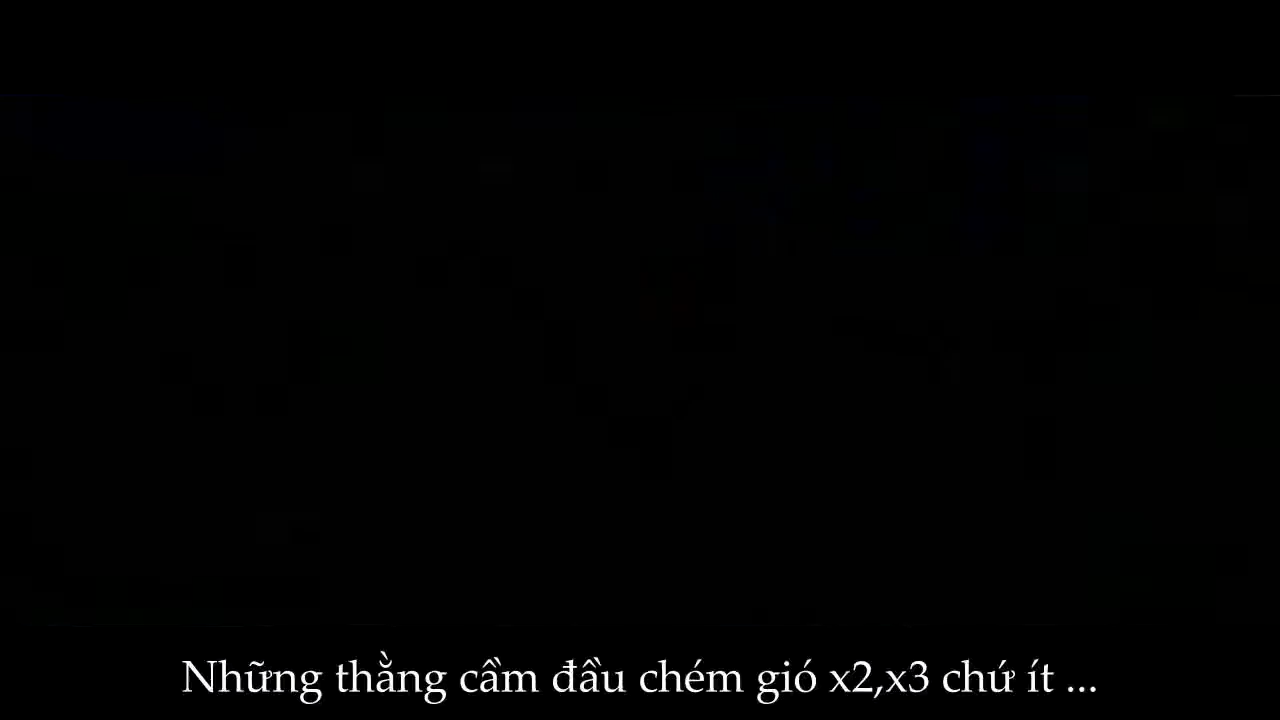 Những thằng cầm đầu chém gió x2,x3 chứ ít ...